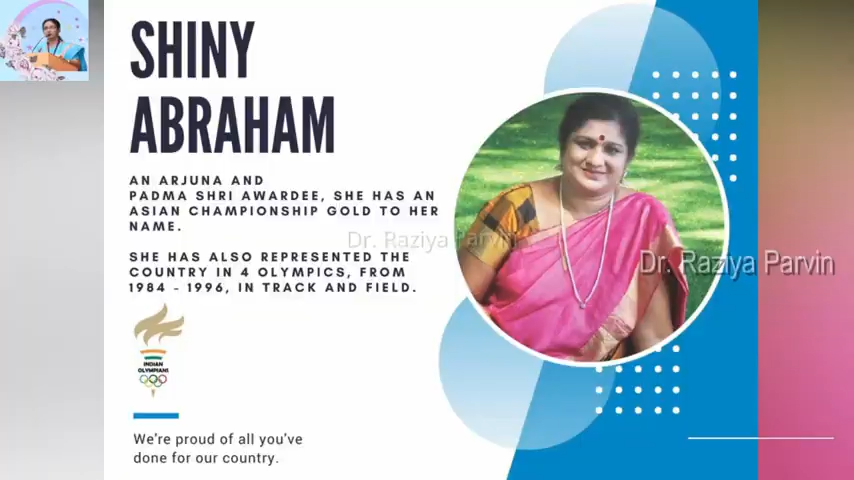 SHINY
ABRAHAM
AN ARJUNA AND
PADMA SHRI AWARDEE, SHE HAS AN
ASIAN CHAMPIONSHIP GOLD TO HER
NAME.
SHE HAS ALSO REPRESENTED THE
COUNTRY IN 4 OLYMPICS, FROM
1984 - 1996, IN TRACK AND FIELD.
Dr. Raziya Parvin
Dr. Raziya Parvin
INDIAN
OLYMPIANS
We're proud of all you've
done for our country.